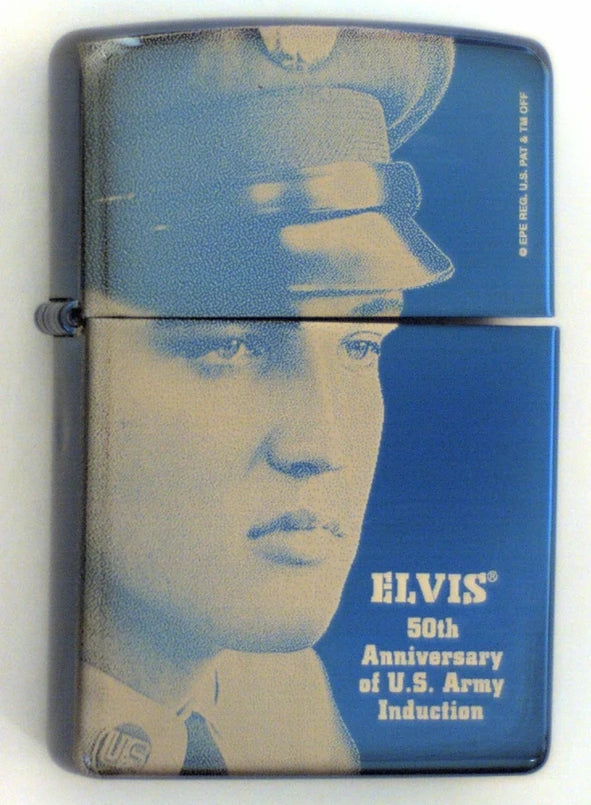 © EPE REG. U.S. PAT & TM OFF
ELVIS®
50th
Anniversary
of U.S. Army
Induction
US